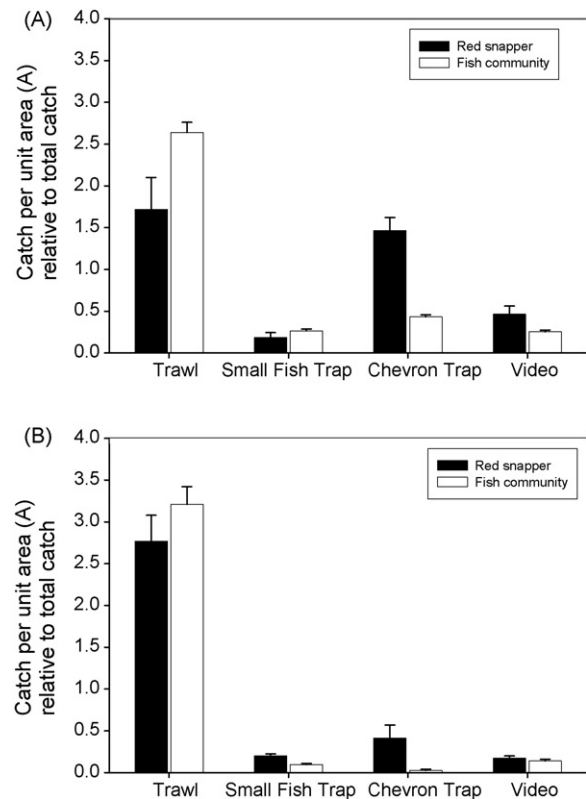 (A)
4.0
3.5
3.0
2.5
2.0
1.5
1.0
0.5
0.0
Catch per unit area (A)
relative to total catch
Red snapper
Fish community
Trawl Small Fish Trap Chevron Trap Video
(B)
4.0
3.5
3.0
2.5
2.0
1.5
1.0
0.5
0.0
Catch per unit area (A)
relative to total catch
Red snapper
Fish community
Trawl Small Fish Trap Chevron Trap Video